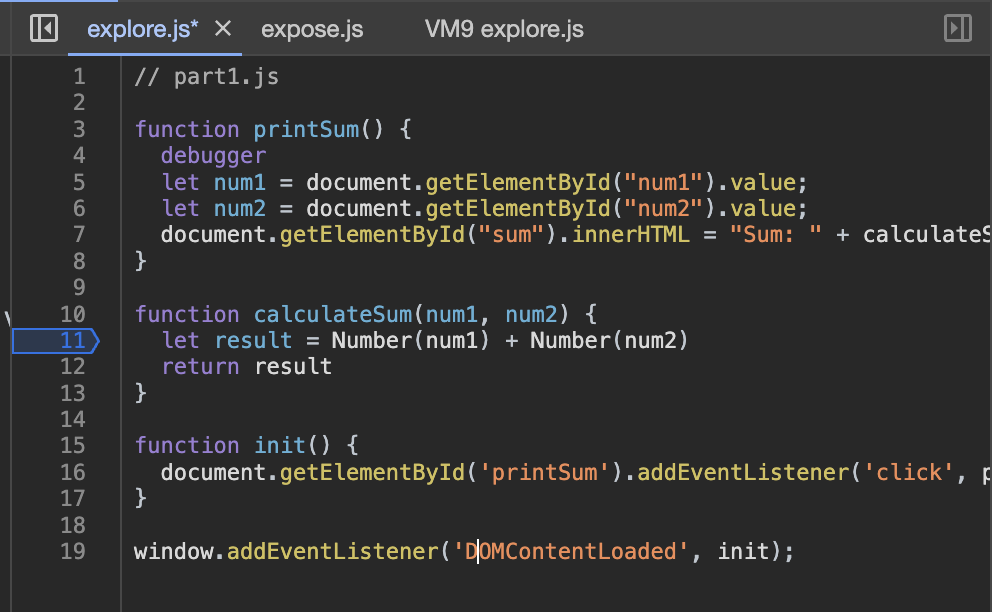 explore.js* × expose.js VM9 explore.js
1 // part1.js
2
3 function printSum() {
4 debugger
5 let num1 = document.getElementById("num1").value;
6 let num2 = document.getElementById("num2").value;
7 document.getElementById("sum").innerHTML = "Sum: " + calculateS
8 }
9
10 function calculateSum(num1, num2) {
11 let result = Number(num1) + Number(num2)
12 return result
13 }
14
15 function init() {
16 document.getElementById('printSum').addEventListener('click', p
17 }
18
19 window.addEventListener('DOMContentLoaded', init);